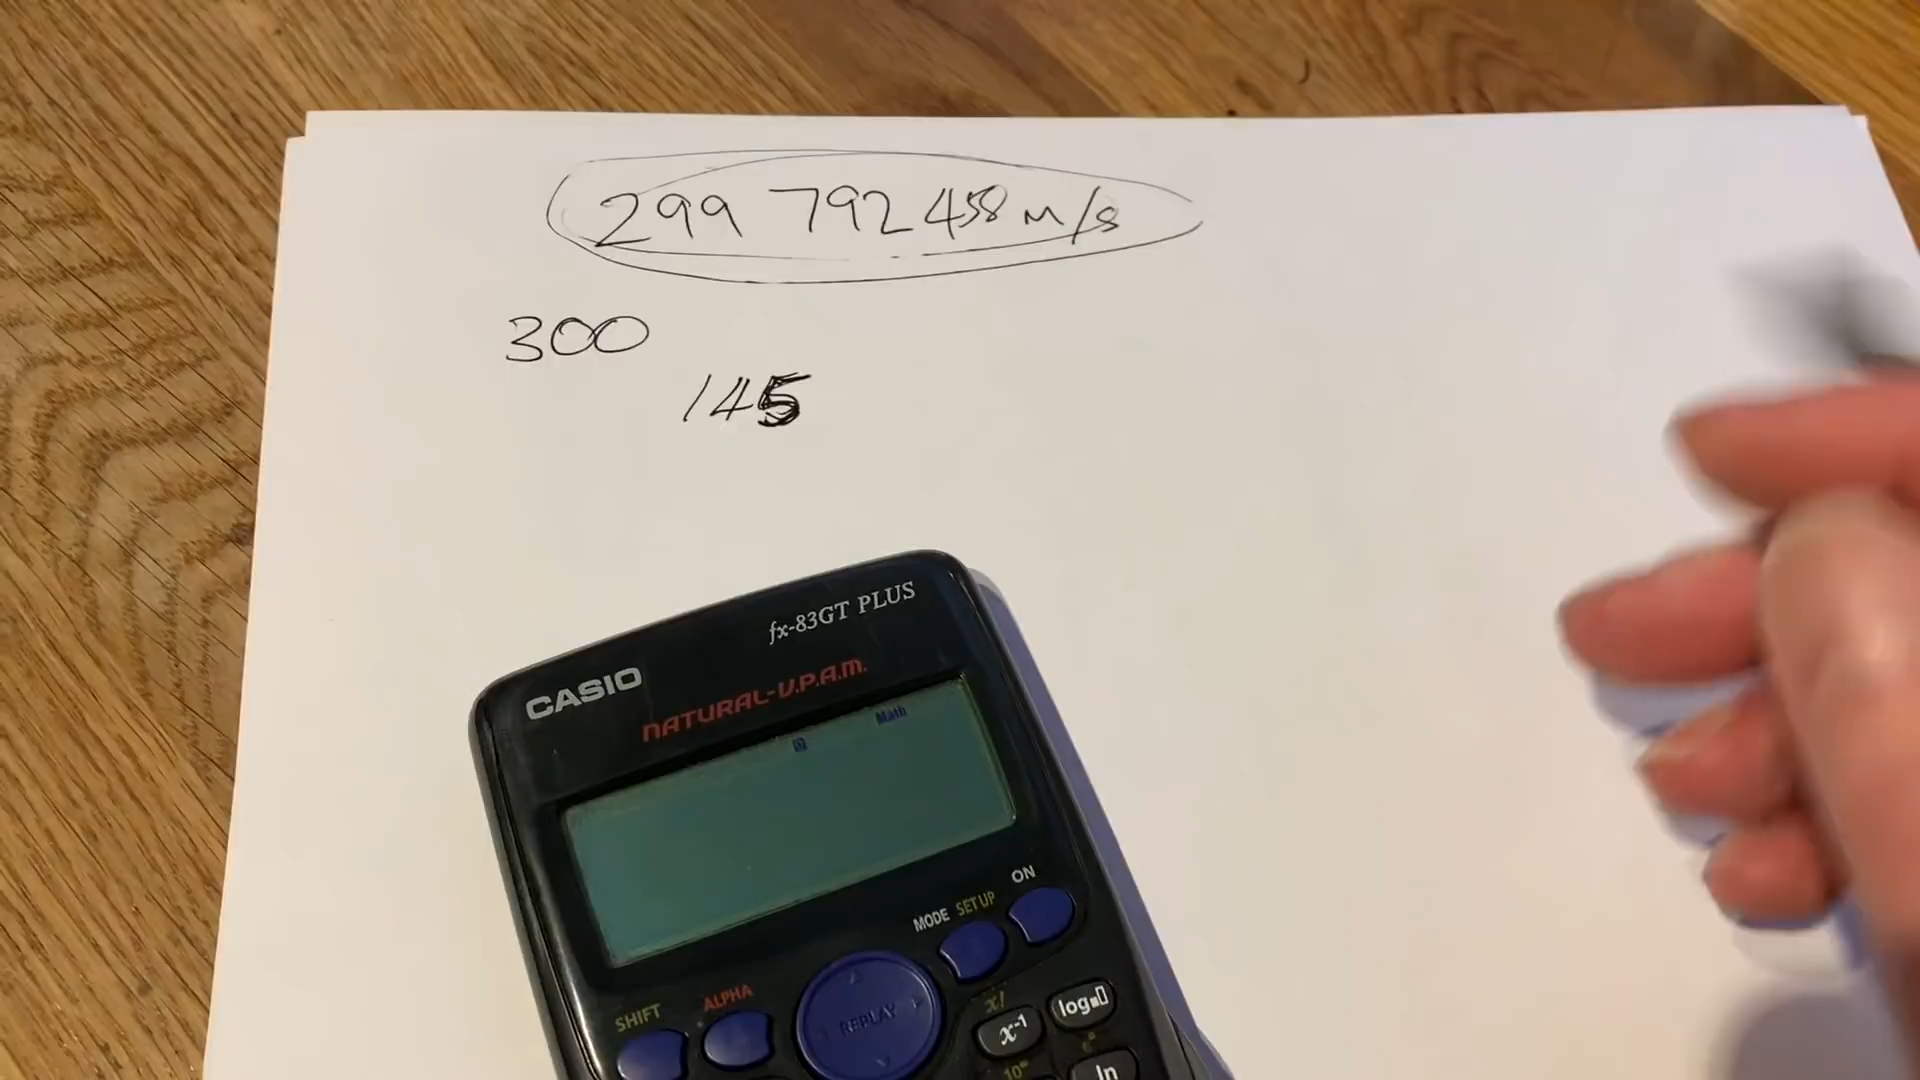 299 792 458 m/s
300
145
fx-83GT PLUS
CASIO
NATURAL-V.P.A.M.
Math
D
ON
MODE SETUP
SHIFT ALPHA
REPLAY
x!
x⁻¹
log
10
e
ln